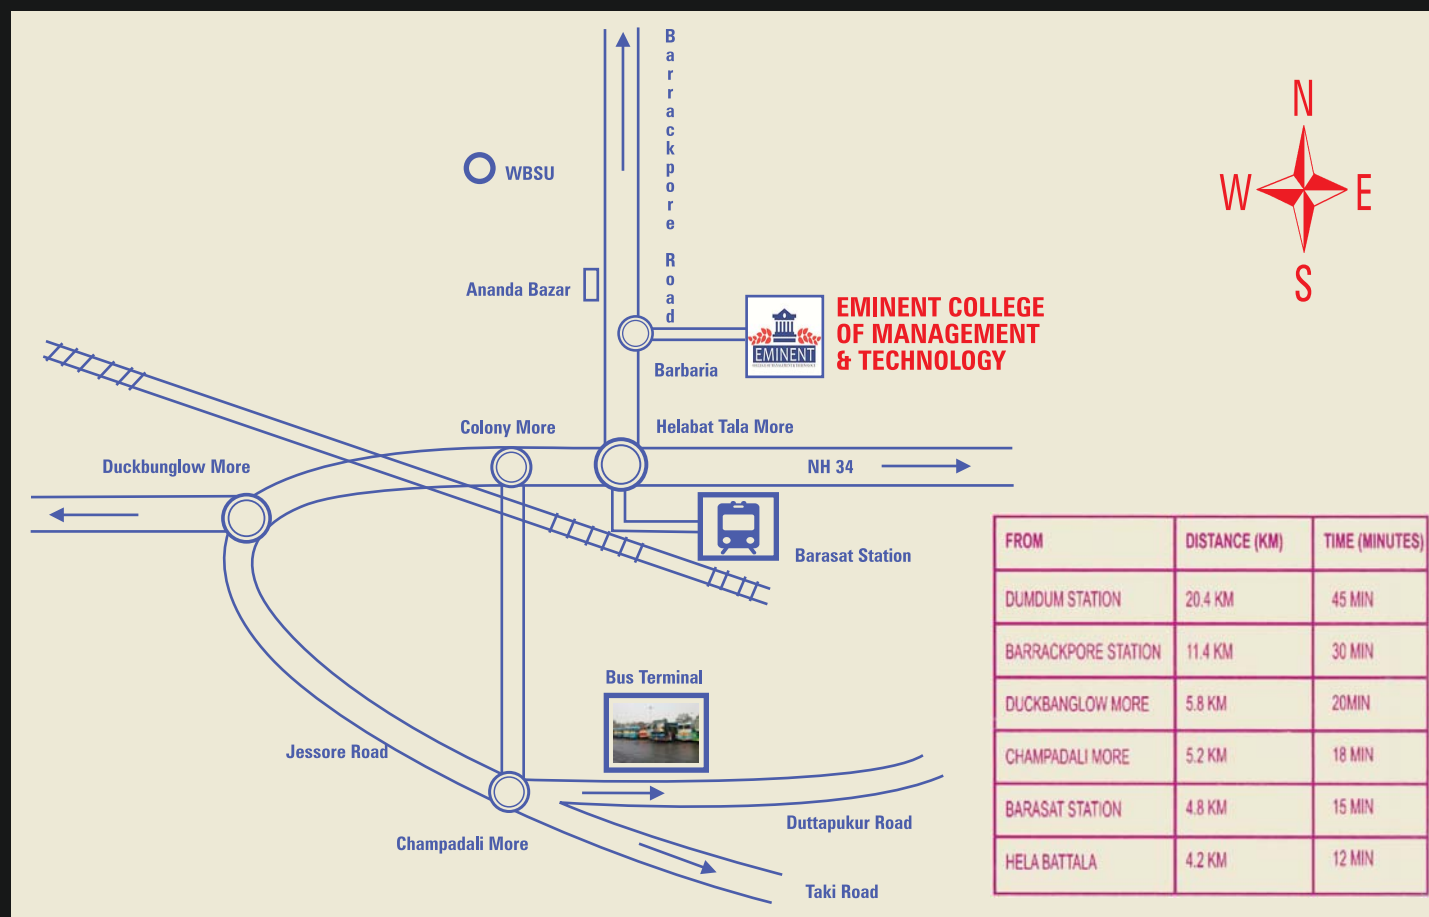 Barrackpore Road
N
W
E
S
WBSU
Ananda Bazar
EMINENT
EMINENT COLLEGE
OF MANAGEMENT
& TECHNOLOGY
Barbaria
Colony More
Helabat Tala More
Duckbunglow More
NH 34
Barasat Station
Bus Terminal
Jessore Road
Champadali More
Duttapukur Road
Taki Road
FROM DISTANCE (KM) TIME (MINUTES)
DUMDUM STATION 20.4 KM 45 MIN
BARRACKPORE STATION 11.4 KM 30 MIN
DUCKBANGLOW MORE 5.8 KM 20MIN
CHAMPADALI MORE 5.2 KM 18 MIN
BARASAT STATION 4.8 KM 15 MIN
HELA BATTALA 4.2 KM 12 MIN